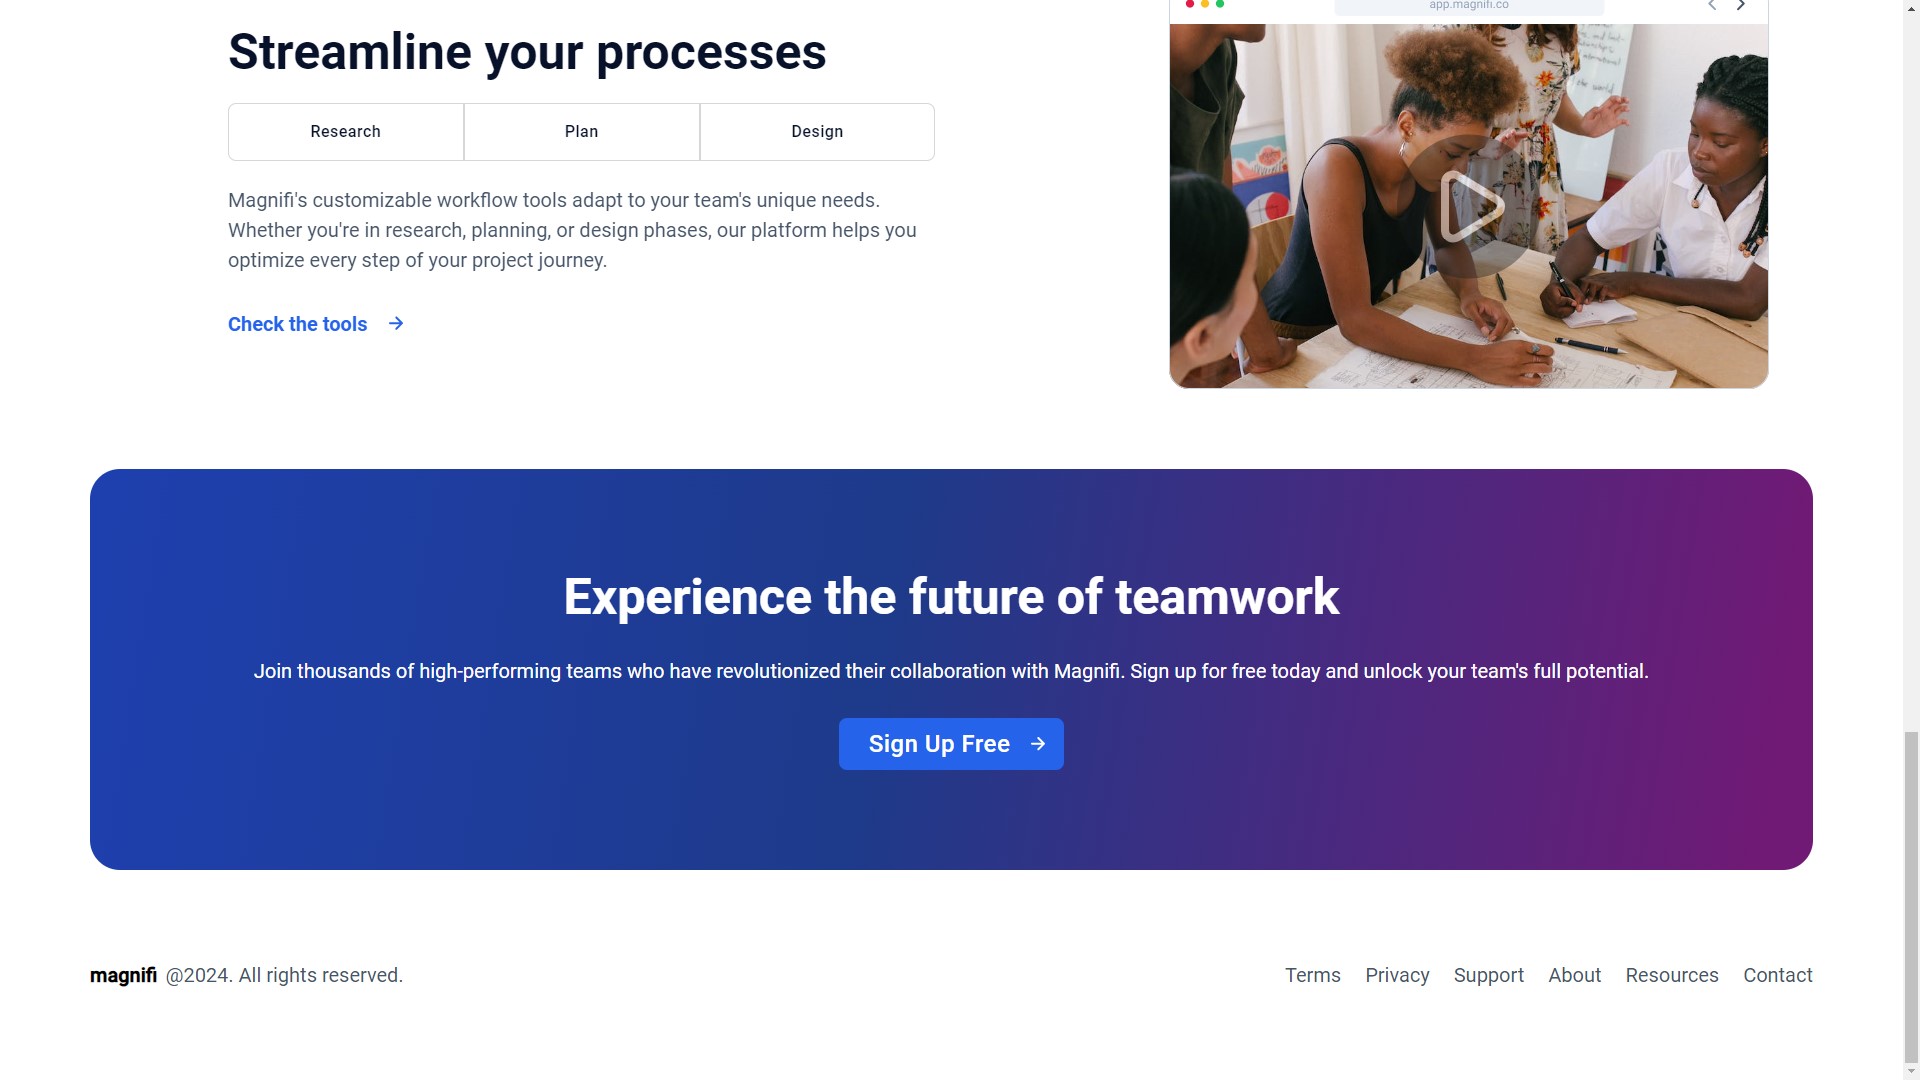 app.magnifi.co
Streamline your processes
Research Plan Design
Magnifi's customizable workflow tools adapt to your team's unique needs.
Whether you're in research, planning, or design phases, our platform helps you
optimize every step of your project journey.
Check the tools
Experience the future of teamwork
Join thousands of high-performing teams who have revolutionized their collaboration with Magnifi. Sign up for free today and unlock your team's full potential.
Sign Up Free
magnifi @2024. All rights reserved.
Terms Privacy Support About Resources Contact